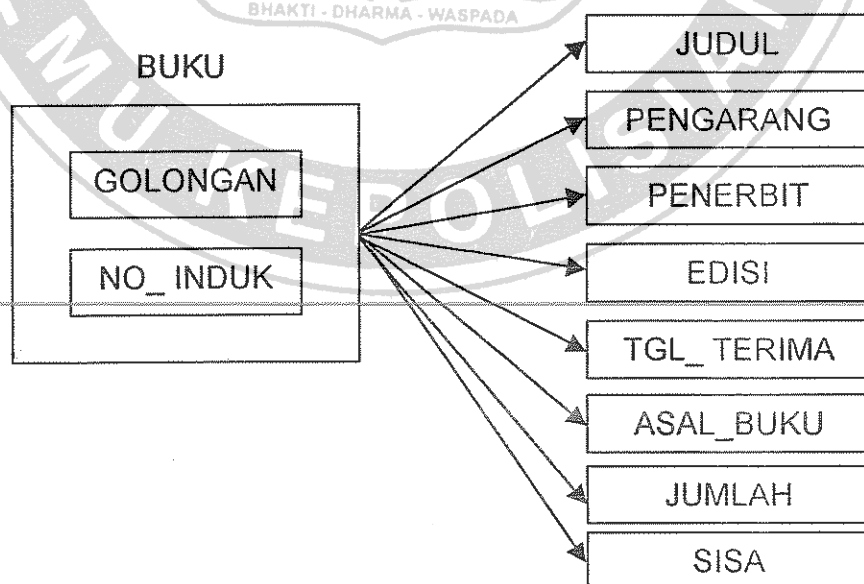 BHAKTI - DHARMA - WASPADA
BUKU
GOLONGAN
NO_ INDUK
JUDUL
PENGARANG
PENERBIT
EDISI
TGL_ TERIMA
ASAL_BUKU
JUMLAH
SISA